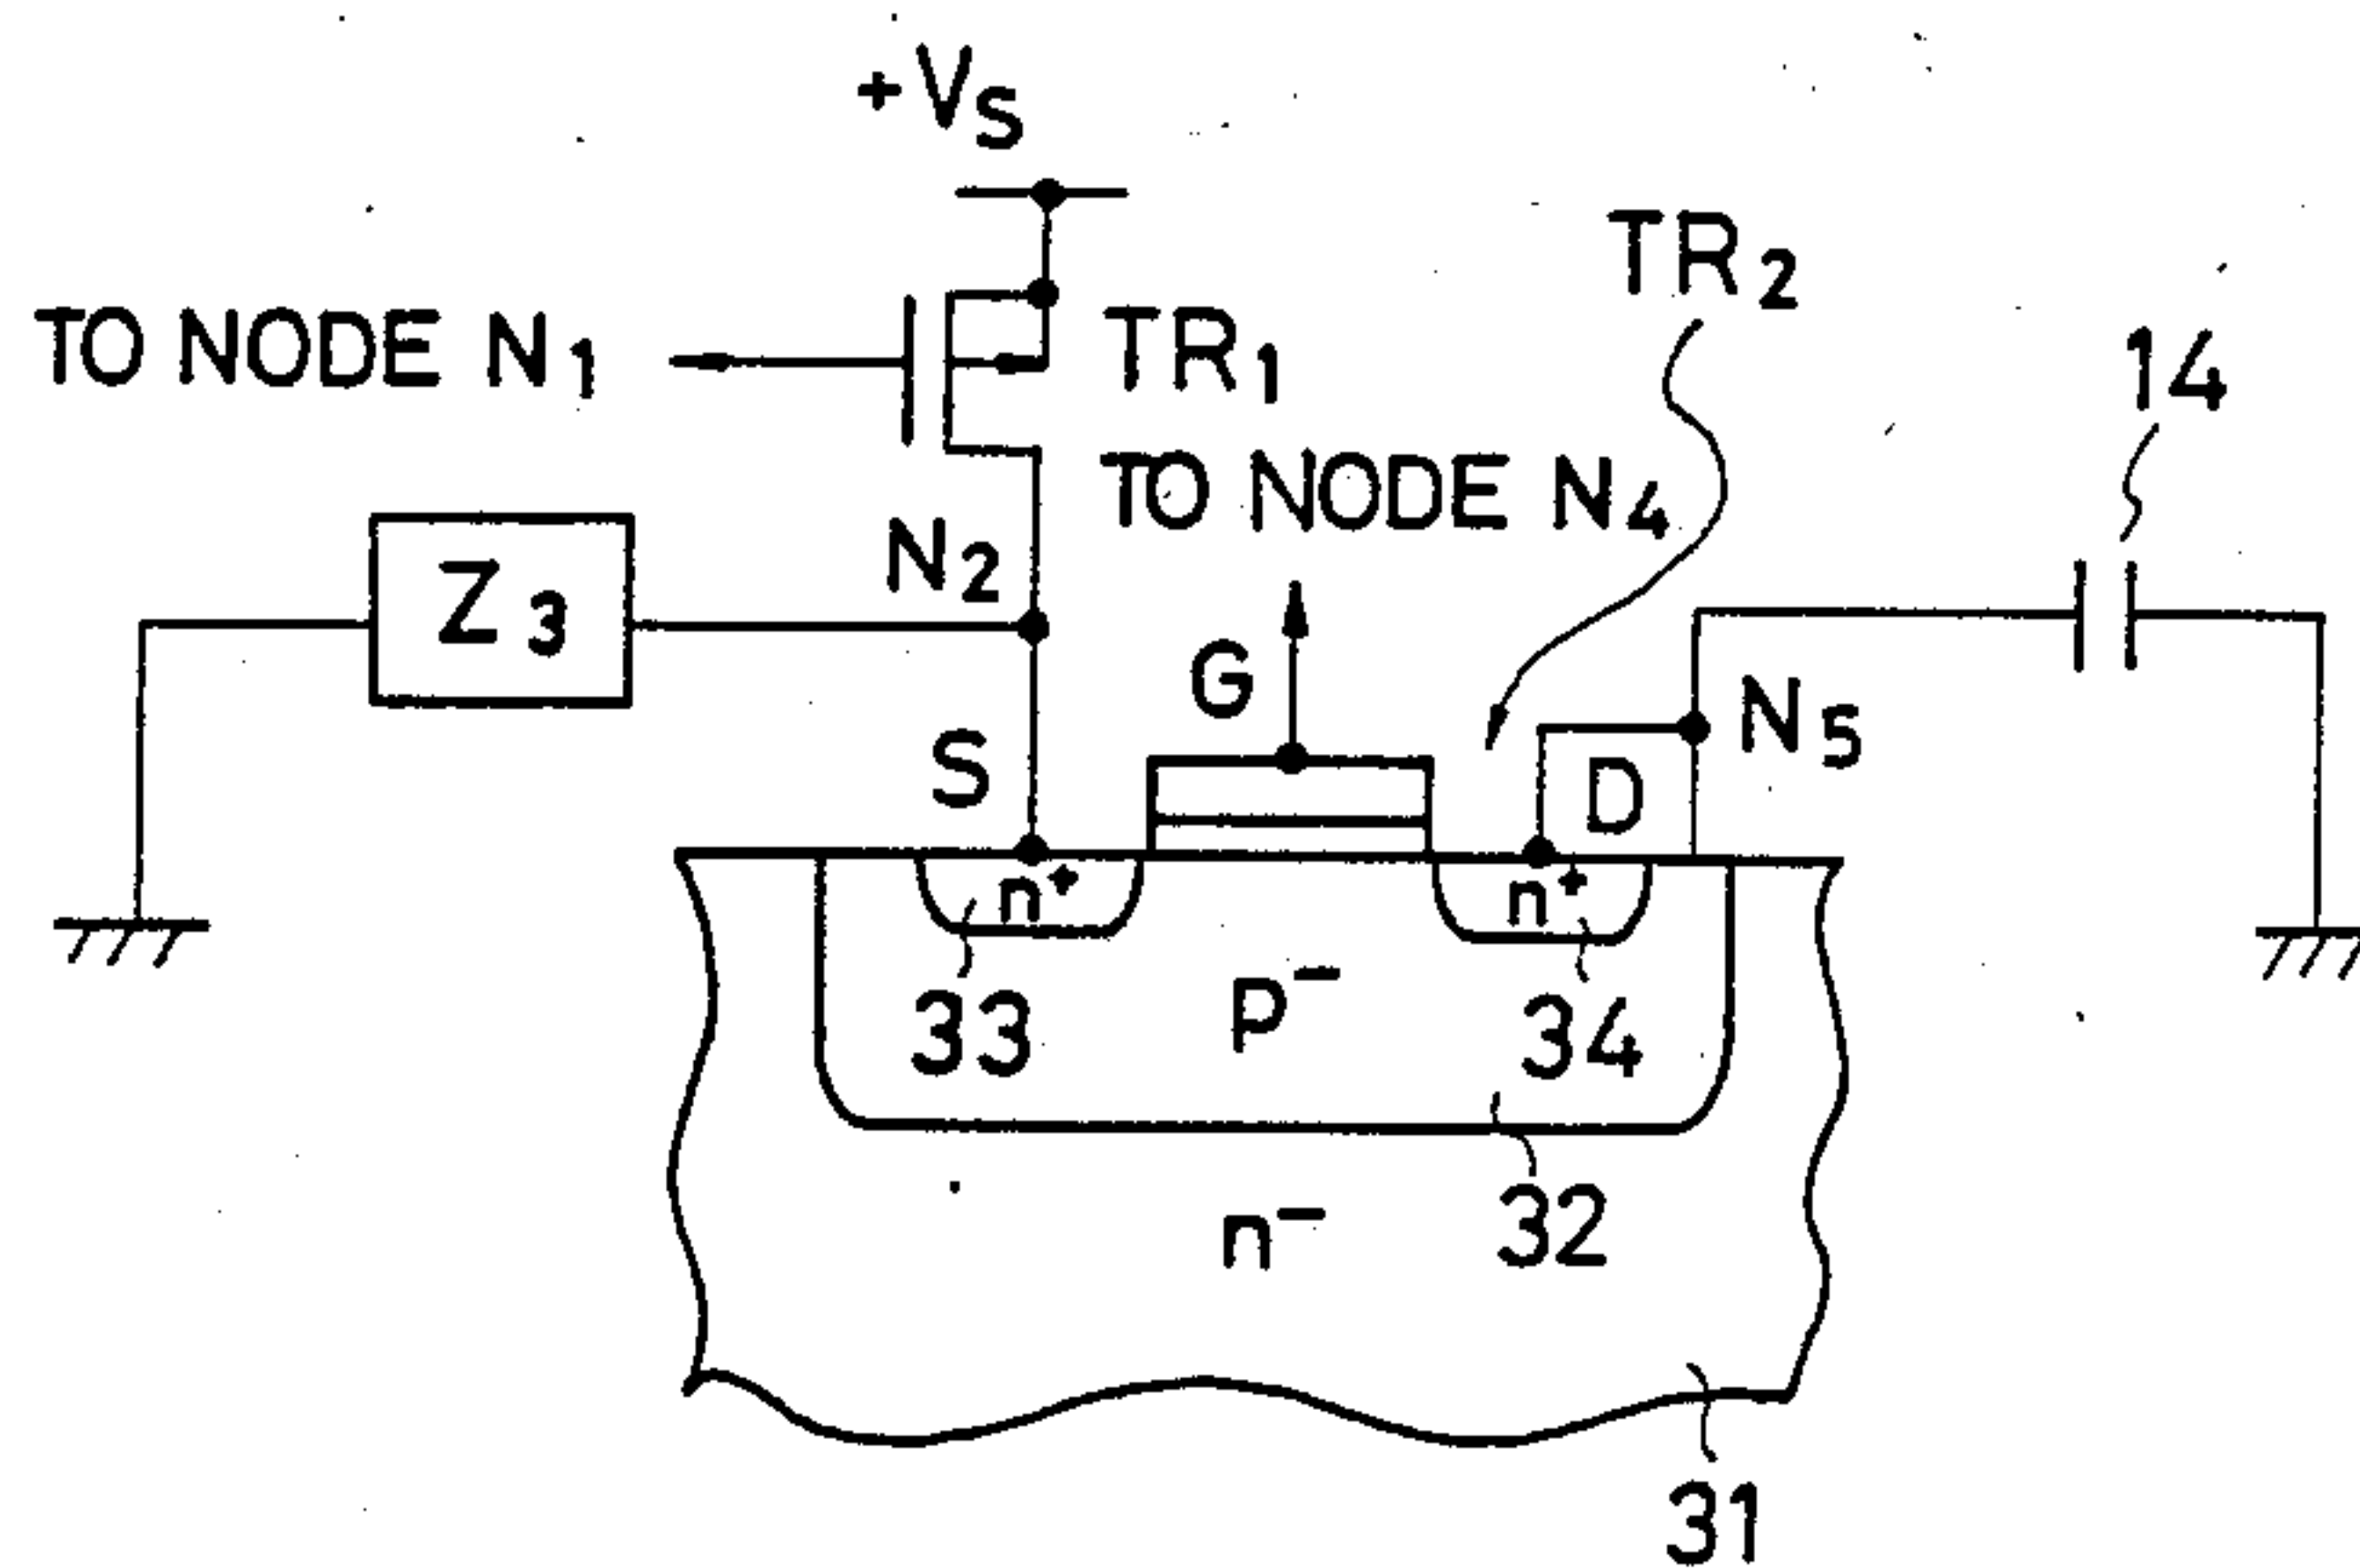 +VS
TR2
TO NODE N1
TR1
14
TO NODE N4
N2
Z3
G
N5
S
D
n+
n+
33
P−
34
32
n−
31